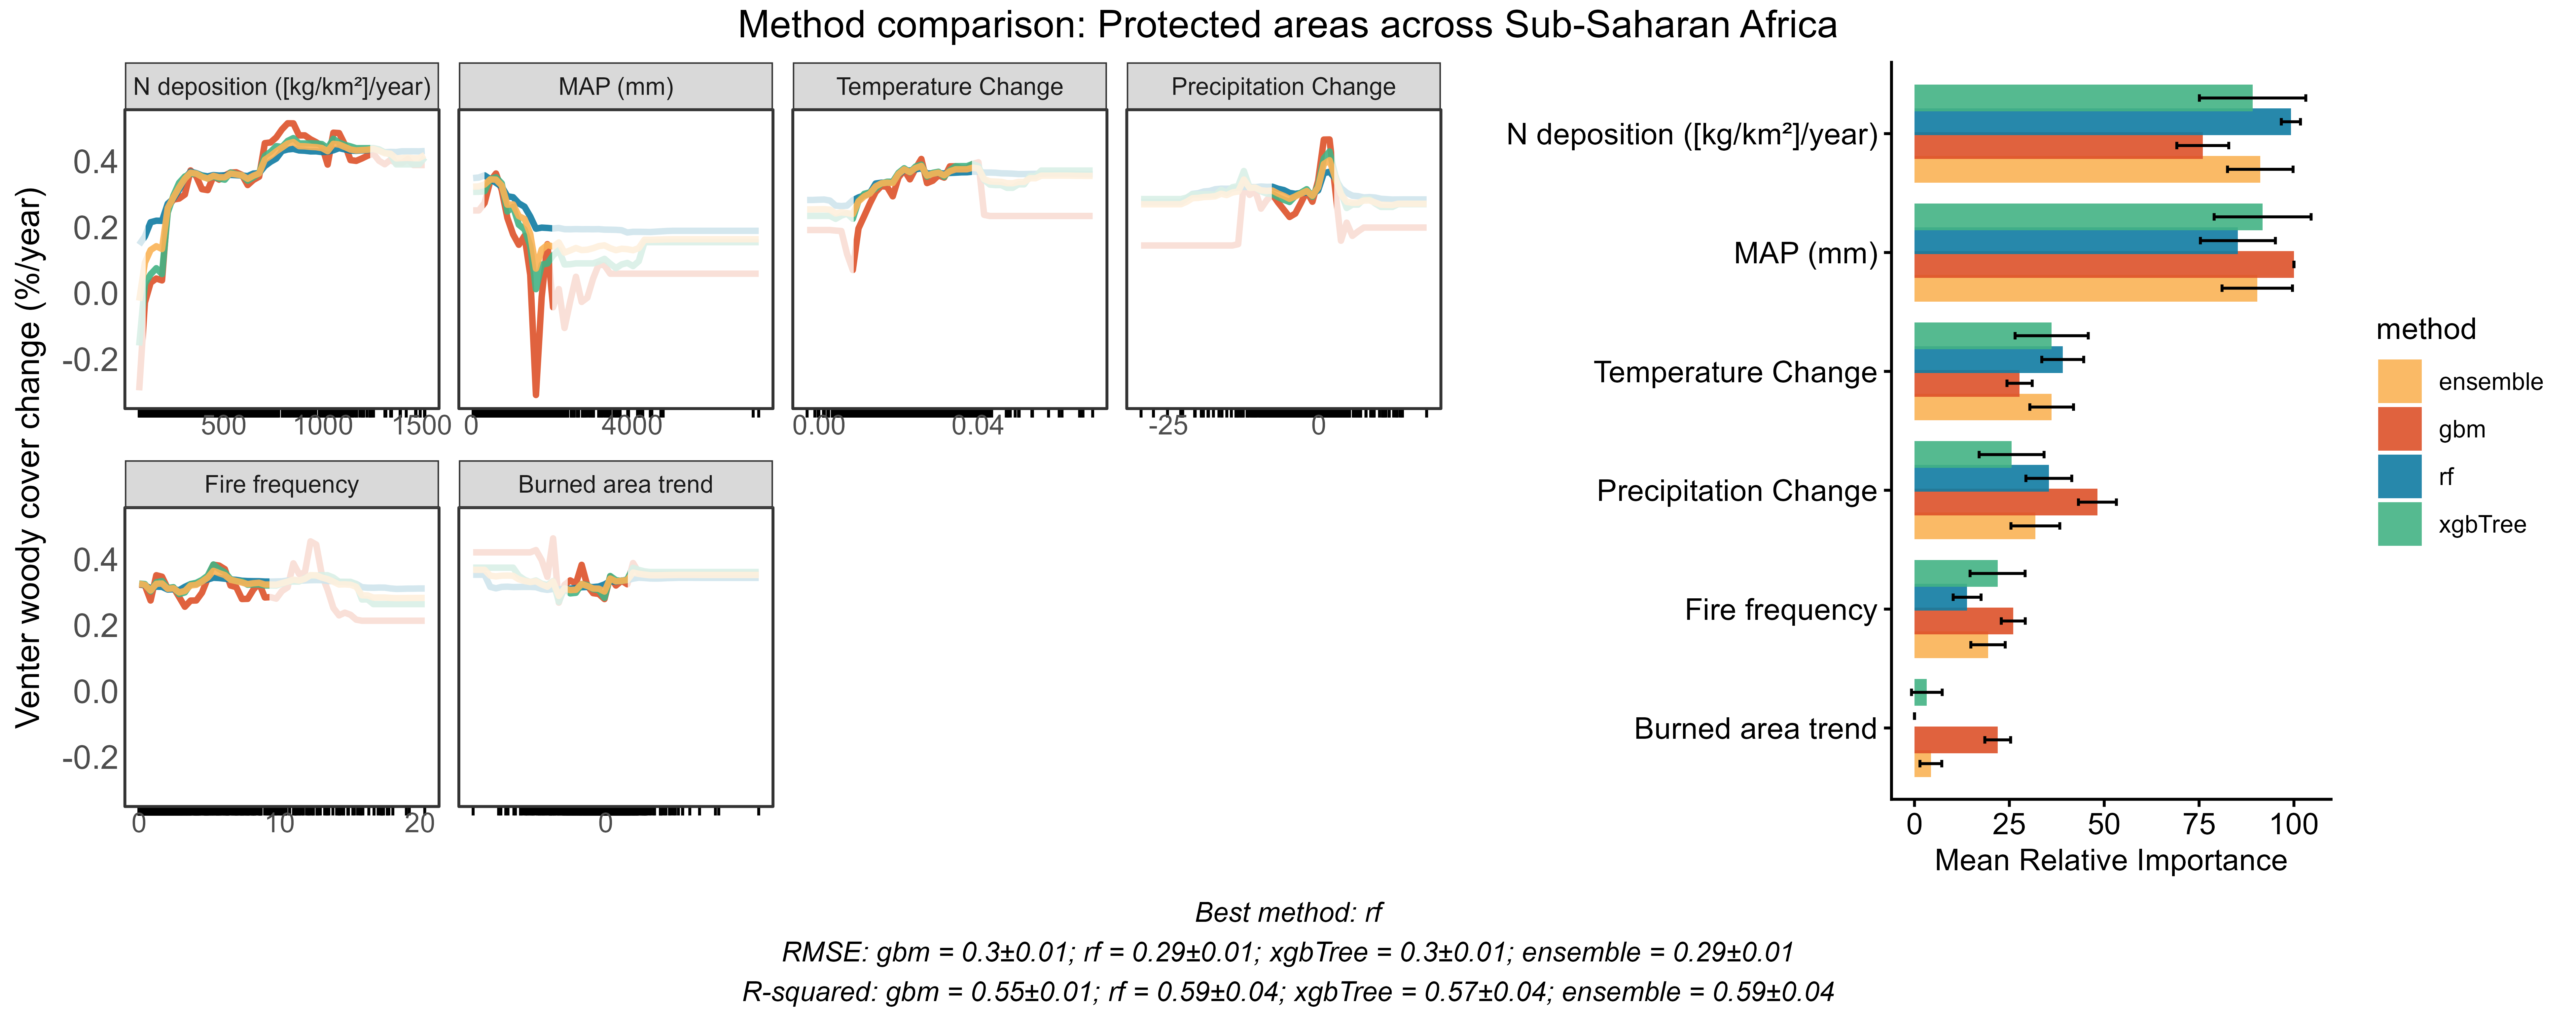 Method comparison: Protected areas across Sub-Saharan Africa
Venter woody cover change (%/year)
N deposition ([kg/km²]/year)
MAP (mm)
Temperature Change
Precipitation Change
0.4
0.2
0.0
-0.2
500 1000 1500
0 4000
0.00 0.04
-25 0
Fire frequency
Burned area trend
0.4
0.2
0.0
-0.2
0 10 20
0
N deposition ([kg/km²]/year)
MAP (mm)
Temperature Change
Precipitation Change
Fire frequency
Burned area trend
0 25 50 75 100
Mean Relative Importance
method
ensemble
gbm
rf
xgbTree
Best method: rf
RMSE: gbm = 0.3±0.01; rf = 0.29±0.01; xgbTree = 0.3±0.01; ensemble = 0.29±0.01
R-squared: gbm = 0.55±0.01; rf = 0.59±0.04; xgbTree = 0.57±0.04; ensemble = 0.59±0.04